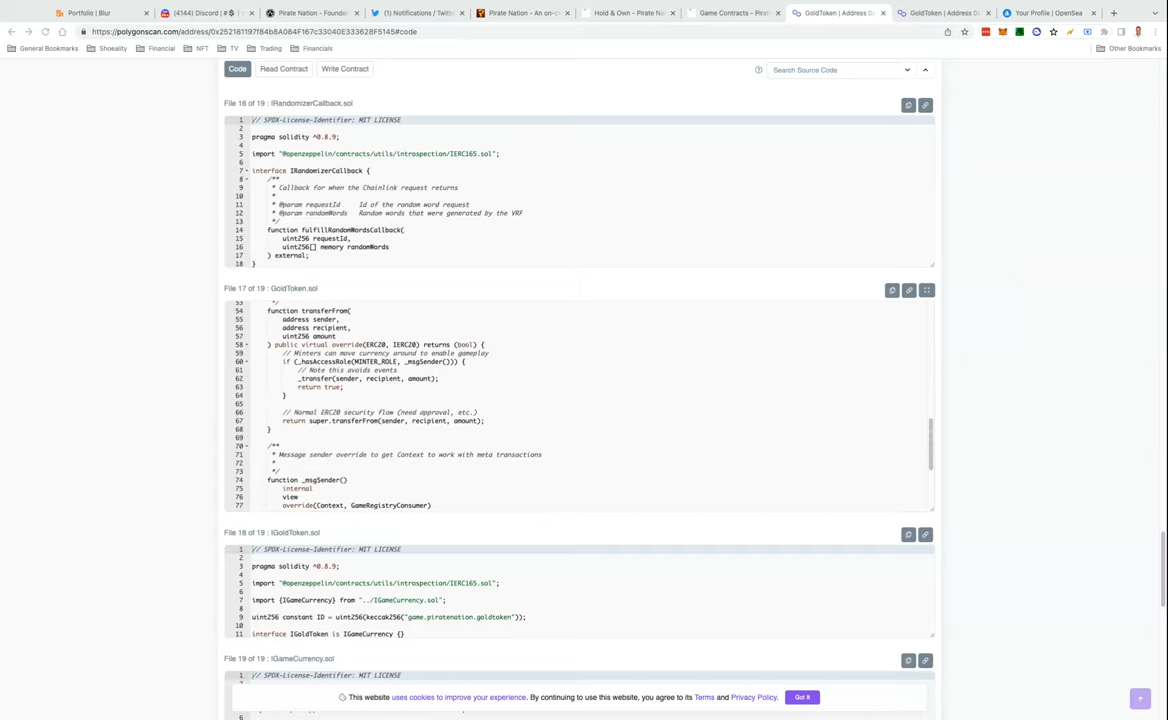 Portfolio | Blur
(4144) Discord | #
Pirate Nation - Founder
(1) Notifications / Twitt
Pirate Nation - An on-c
Hold & Own - Pirate Na
Game Contracts - Pirat
GoldToken | Address 0
GoldToken | Address 0
Your Profile | OpenSea
https://polygonscan.com/address/0x252181197f84b8A084F167c33040E333628F5145#code
General Bookmarks
Shoeality
Financial
NFT
TV
Trading
Financials
Other Bookmarks
Code
Read Contract
Write Contract
Search Source Code
File 16 of 19 : IRandomizerCallback.sol
1 // SPDX-License-Identifier: MIT LICENSE
2
3 pragma solidity ^0.8.9;
4
5 import "@openzeppelin/contracts/utils/introspection/IERC165.sol";
6
7 interface IRandomizerCallback {
8 /**
9 * Callback for when the Chainlink request returns
10 *
11 * @param requestId Id of the random word request
12 * @param randomWords Random words that were generated by the VRF
13 */
14 function fulfillRandomWordsCallback(
15 uint256 requestId,
16 uint256[] memory randomWords
17 ) external;
18 }
File 17 of 19 : GoldToken.sol
53 */
54 function transferFrom(
55 address sender,
56 address recipient,
57 uint256 amount
58 ) public virtual override(ERC20, IERC20) returns (bool) {
59 // Minters can move currency around to enable gameplay
60 if (_hasAccessRole(MINTER_ROLE, _msgSender())) {
61 // Note this avoids events
62 _transfer(sender, recipient, amount);
63 return true;
64 }
65
66 // Normal ERC20 security flow (need approval, etc.)
67 return super.transferFrom(sender, recipient, amount);
68 }
69
70 /**
71 * Message sender override to get Context to work with meta transactions
72 *
73 */
74 function _msgSender()
75 internal
76 view
77 override(Context, GameRegistryConsumer)
File 18 of 19 : IGoldToken.sol
1 // SPDX-License-Identifier: MIT LICENSE
2
3 pragma solidity ^0.8.9;
4
5 import "@openzeppelin/contracts/utils/introspection/IERC165.sol";
6
7 import {IGameCurrency} from "../IGameCurrency.sol";
8
9 uint256 constant ID = uint256(keccak256("game.piratenation.goldtoken"));
10
11 interface IGoldToken is IGameCurrency {}
File 19 of 19 : IGameCurrency.sol
1 // SPDX-License-Identifier: MIT LICENSE
This website uses cookies to improve your experience. By continuing to use this website, you agree to its Terms and Privacy Policy.
Got It
6